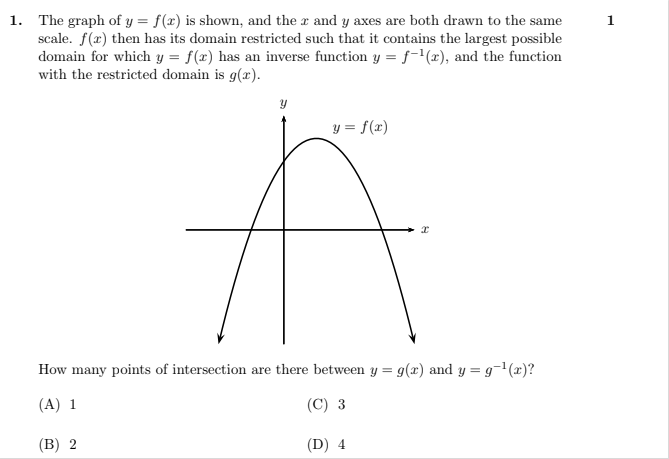 1. The graph of y = f(x) is shown, and the x and y axes are both drawn to the same 1
scale. f(x) then has its domain restricted such that it contains the largest possible
domain for which y = f(x) has an inverse function y = f⁻¹(x), and the function
with the restricted domain is g(x).
y
y = f(x)
x
How many points of intersection are there between y = g(x) and y = g⁻¹(x)?
(A) 1 (C) 3
(B) 2 (D) 4